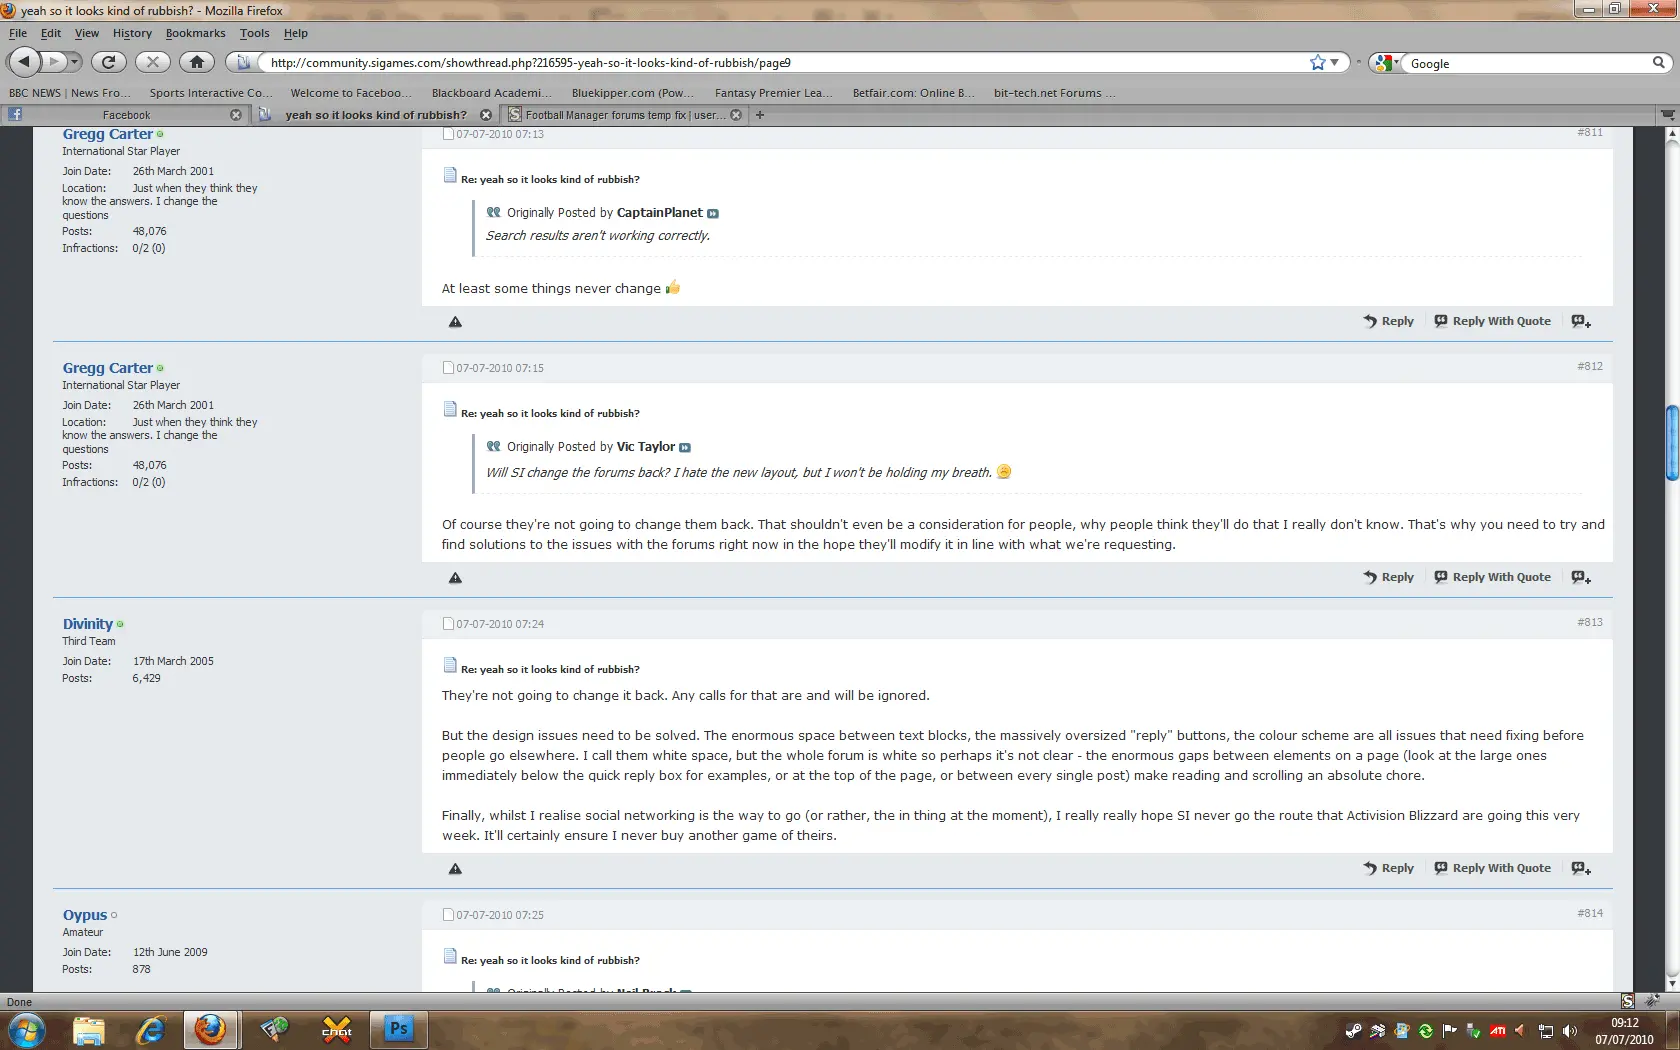 yeah so it looks kind of rubbish? - Mozilla Firefox
File Edit View History Bookmarks Tools Help
http://community.sigames.com/showthread.php?216595-yeah-so-it-looks-kind-of-rubbish/page9
Google
BBC NEWS | News Fro... Sports Interactive Co... Welcome to Faceboo... Blackboard Academi... Bluekipper.com (Pow... Fantasy Premier Lea... Betfair.com: Online B... bit-tech.net Forums ...
Facebook yeah so it looks kind of rubbish? Football Manager forums temp fix | user... +
Gregg Carter 07-07-2010 07:13 #811
International Star Player
Join Date: 26th March 2001
Location: Just when they think they
know the answers. I change the
questions
Posts: 48,076
Infractions: 0/2 (0)
Re: yeah so it looks kind of rubbish?
Originally Posted by CaptainPlanet
Search results aren't working correctly.
At least some things never change
Reply Reply With Quote
Gregg Carter 07-07-2010 07:15 #812
International Star Player
Join Date: 26th March 2001
Location: Just when they think they
know the answers. I change the
questions
Posts: 48,076
Infractions: 0/2 (0)
Re: yeah so it looks kind of rubbish?
Originally Posted by Vic Taylor
Will SI change the forums back? I hate the new layout, but I won't be holding my breath.
Of course they're not going to change them back. That shouldn't even be a consideration for people, why people think they'll do that I really don't know. That's why you need to try and
find solutions to the issues with the forums right now in the hope they'll modify it in line with what we're requesting.
Reply Reply With Quote
Divinity 07-07-2010 07:24 #813
Third Team
Join Date: 17th March 2005
Posts: 6,429
Re: yeah so it looks kind of rubbish?
They're not going to change it back. Any calls for that are and will be ignored.
But the design issues need to be solved. The enormous space between text blocks, the massively oversized "reply" buttons, the colour scheme are all issues that need fixing before
people go elsewhere. I call them white space, but the whole forum is white so perhaps it's not clear - the enormous gaps between elements on a page (look at the large ones
immediately below the quick reply box for examples, or at the top of the page, or between every single post) make reading and scrolling an absolute chore.
Finally, whilst I realise social networking is the way to go (or rather, the in thing at the moment), I really really hope SI never go the route that Activision Blizzard are going this very
week. It'll certainly ensure I never buy another game of theirs.
Reply Reply With Quote
Oypus 07-07-2010 07:25 #814
Amateur
Join Date: 12th June 2009
Posts: 878
Re: yeah so it looks kind of rubbish?
Originally Posted by Neil Brock
Done
chat
Ps
ATI
09:12
07/07/2010